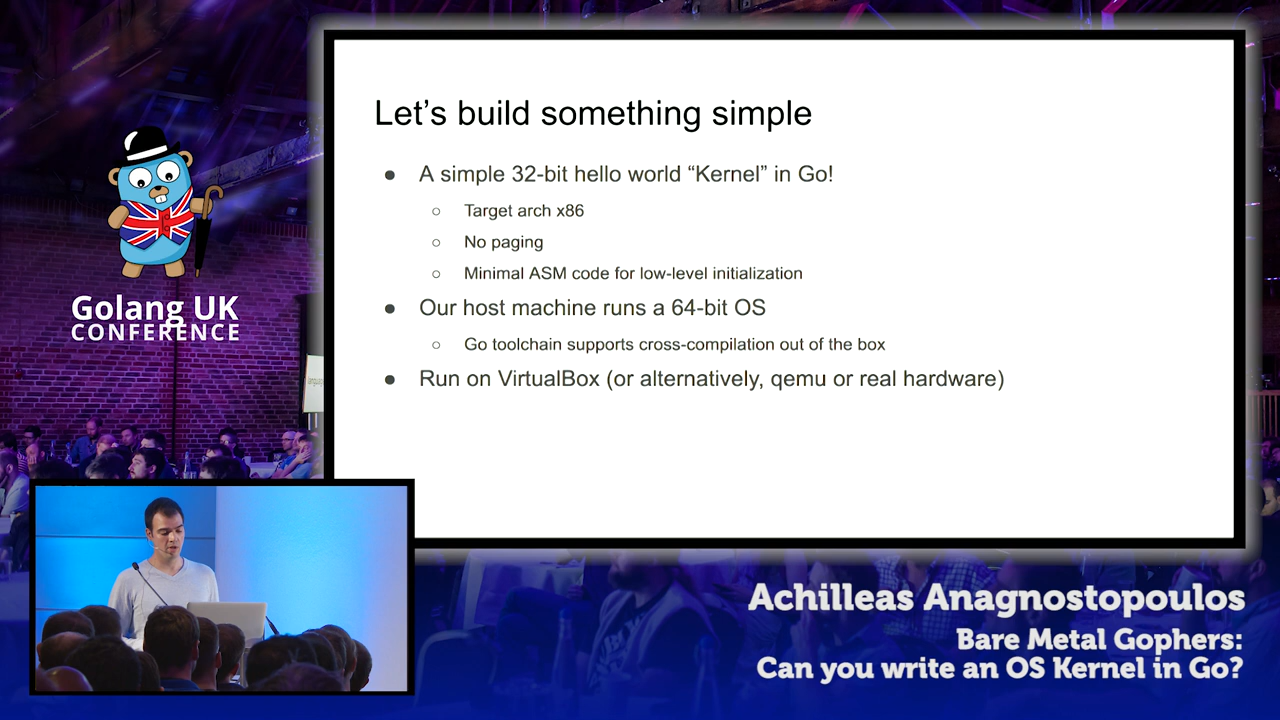 Let's build something simple
● A simple 32-bit hello world “Kernel” in Go!
○ Target arch x86
○ No paging
○ Minimal ASM code for low-level initialization
● Our host machine runs a 64-bit OS
○ Go toolchain supports cross-compilation out of the box
● Run on VirtualBox (or alternatively, qemu or real hardware)
Golang UK
CONFERENCE
Achilleas Anagnostopoulos
Bare Metal Gophers:
Can you write an OS Kernel in Go?